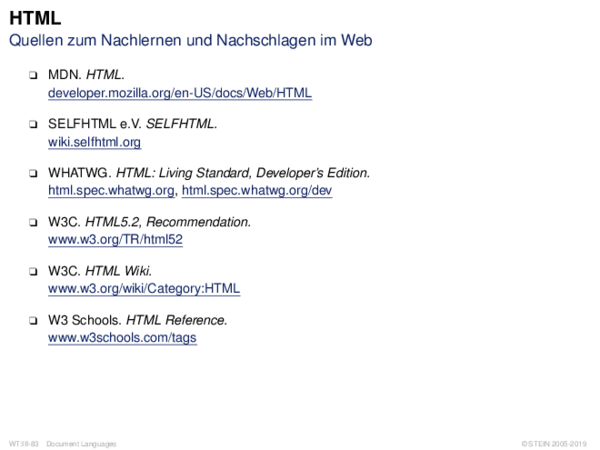 HTML
Quellen zum Nachlernen und Nachschlagen im Web
❑ MDN. HTML.
developer.mozilla.org/en-US/docs/Web/HTML
❑ SELFHTML e.V. SELFHTML.
wiki.selfhtml.org
❑ WHATWG. HTML: Living Standard, Developer's Edition.
html.spec.whatwg.org, html.spec.whatwg.org/dev
❑ W3C. HTML5.2, Recommendation.
www.w3.org/TR/html52
❑ W3C. HTML Wiki.
www.w3.org/wiki/Category:HTML
❑ W3 Schools. HTML Reference.
www.w3schools.com/tags
WT:III-83 Document Languages
© STEIN 2005-2019